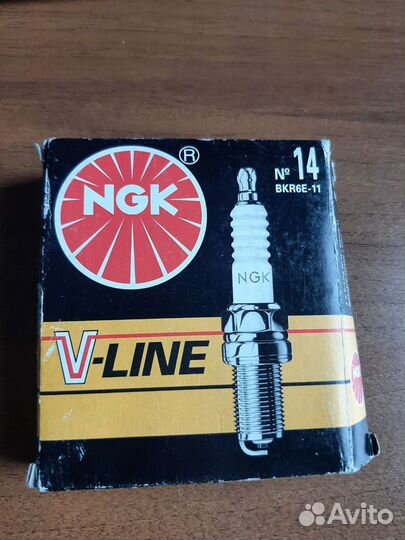 NGK
®
Nº 14
BKR6E-11
NGK
V-LINE
Avito